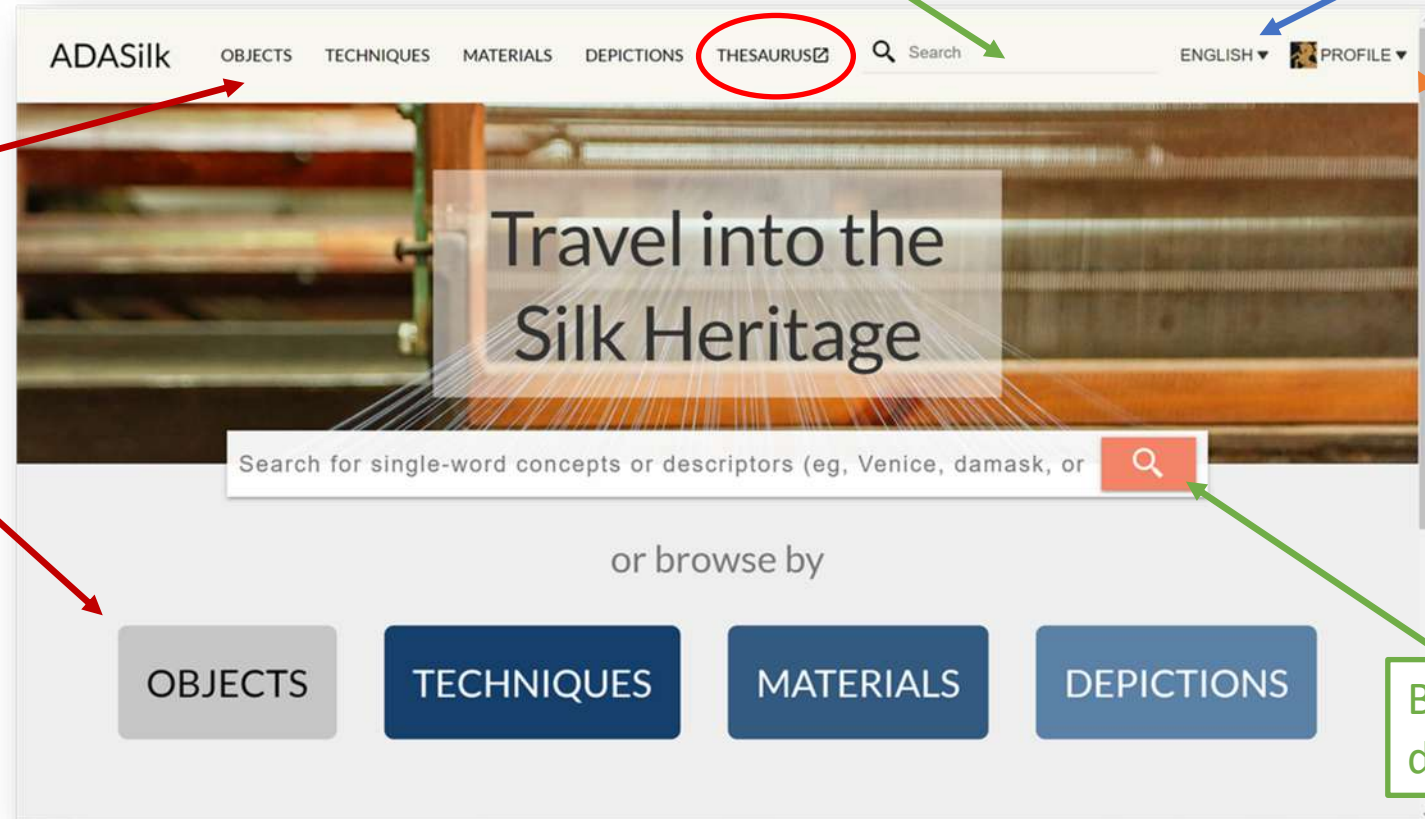 ADASilk OBJECTS TECHNIQUES MATERIALS DEPICTIONS THESAURUS Search ENGLISH ▼ PROFILE ▼
Travel into the
Silk Heritage
Search for single-word concepts or descriptors (eg, Venice, damask, or
or browse by
OBJECTS TECHNIQUES MATERIALS DEPICTIONS